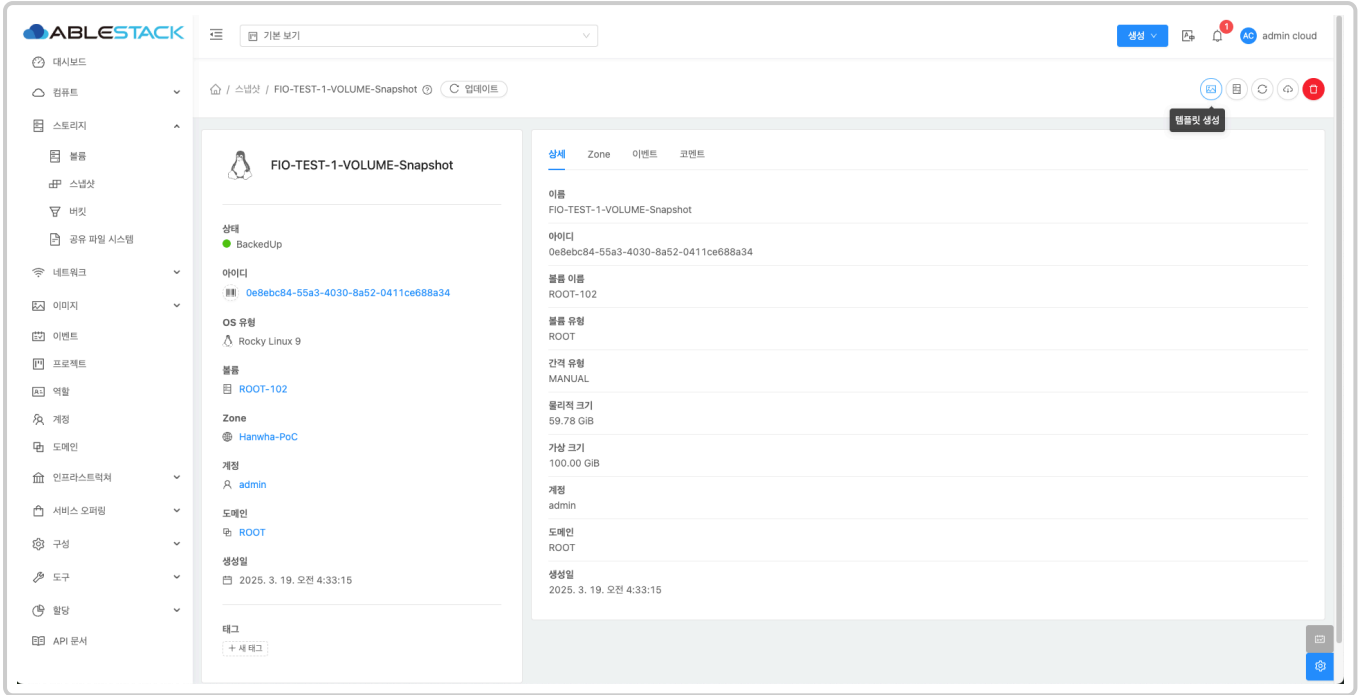 ABLESTACK
기본 보기
생성
1
AC admin cloud
대시보드
컴퓨트
스토리지
볼륨
스냅샷
버킷
공유 파일 시스템
네트워크
이미지
이벤트
프로젝트
역할
계정
도메인
인프라스트럭쳐
서비스 오퍼링
구성
도구
할당
API 문서
/ 스냅샷 / FIO-TEST-1-VOLUME-Snapshot 업데이트
템플릿 생성
FIO-TEST-1-VOLUME-Snapshot
상태
BackedUp
아이디
0e8ebc84-55a3-4030-8a52-0411ce688a34
OS 유형
Rocky Linux 9
볼륨
ROOT-102
Zone
Hanwha-PoC
계정
admin
도메인
ROOT
생성일
2025. 3. 19. 오전 4:33:15
태그
+ 새 태그
상세 Zone 이벤트 코멘트
이름
FIO-TEST-1-VOLUME-Snapshot
아이디
0e8ebc84-55a3-4030-8a52-0411ce688a34
볼륨 이름
ROOT-102
볼륨 유형
ROOT
간격 유형
MANUAL
물리적 크기
59.78 GiB
가상 크기
100.00 GiB
계정
admin
도메인
ROOT
생성일
2025. 3. 19. 오전 4:33:15